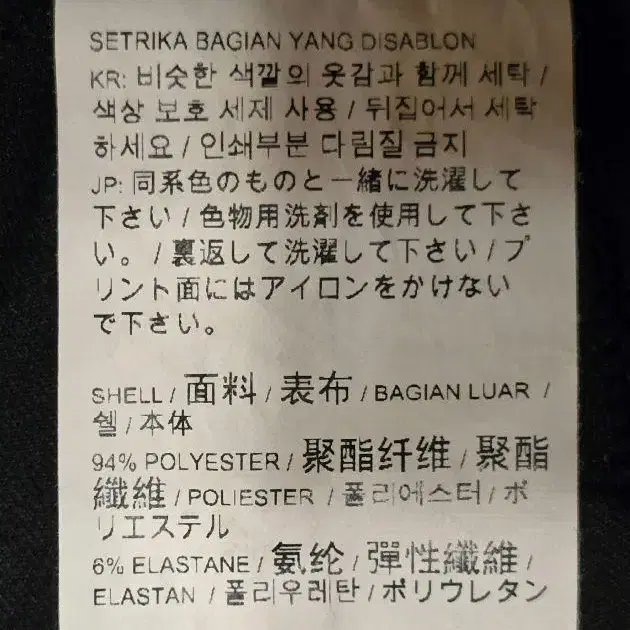 SETRIKA BAGIAN YANG DISABLON
KR: 비슷한 색깔의 옷감과 함께 세탁 /
색상 보호 세제 사용 / 뒤집어서 세탁
하세요 / 인쇄부분 다림질 금지
JP: 同系色のものと一緒に洗濯して
下さい / 色物用洗剤を使用して下さ
い。 / 裏返して洗濯して下さい / プ
リント面にはアイロンをかけない
で下さい。
SHELL / 面料 / 表布 / BAGIAN LUAR /
쉘 / 本体
94% POLYESTER / 聚酯纤维 / 聚酯
纖維 / POLIESTER / 폴리에스터 / ポ
リエステル
6% ELASTANE / 氨纶 / 彈性纖維 /
ELASTAN / 폴리우레탄 / ポリウレタン